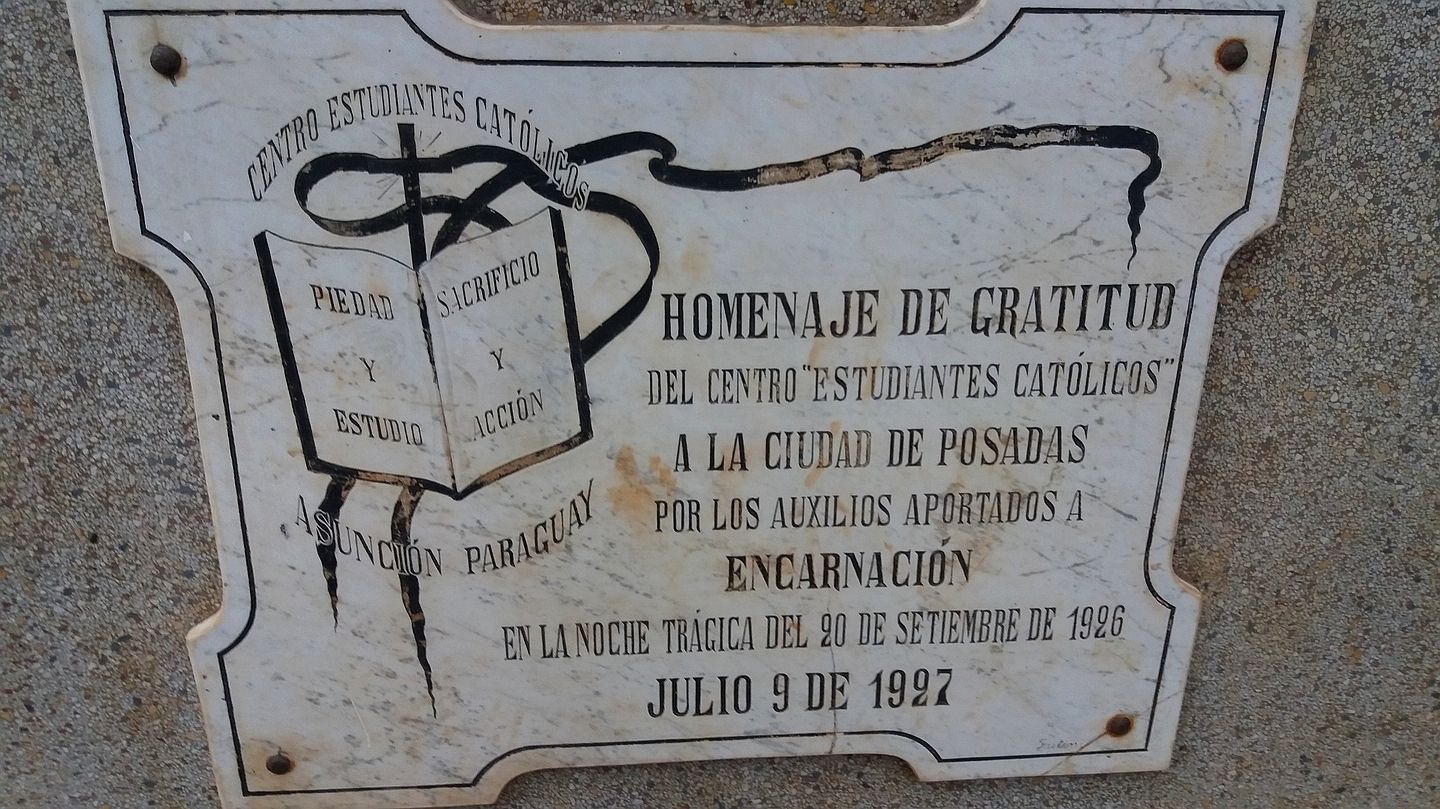 CENTRO ESTUDIANTES CATÓLICOS
PIEDAD
Y
ESTUDIO
SACRIFICIO
Y
ACCIÓN
ASUNCIÓN PARAGUAY
HOMENAJE DE GRATITUD
DEL CENTRO "ESTUDIANTES CATÓLICOS"
A LA CIUDAD DE POSADAS
POR LOS AUXILIOS APORTADOS A
ENCARNACIÓN
EN LA NOCHE TRÁGICA DEL 20 DE SETIEMBRE DE 1926
JULIO 9 DE 1927